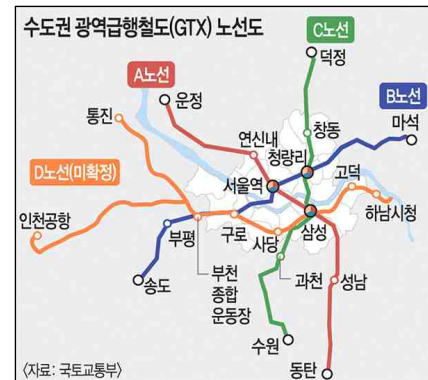 수도권 광역급행철도(GTX) 노선도
C노선
덕정
A노선
운정
B노선
마석
통진
연신내
창동
청량리
D노선(미확정)
서울역
고덕
인천공항
하남시청
부평
구로
사당
삼성
송도
부천
종합
운동장
과천
성남
수원
동탄
〈자료: 국토교통부〉